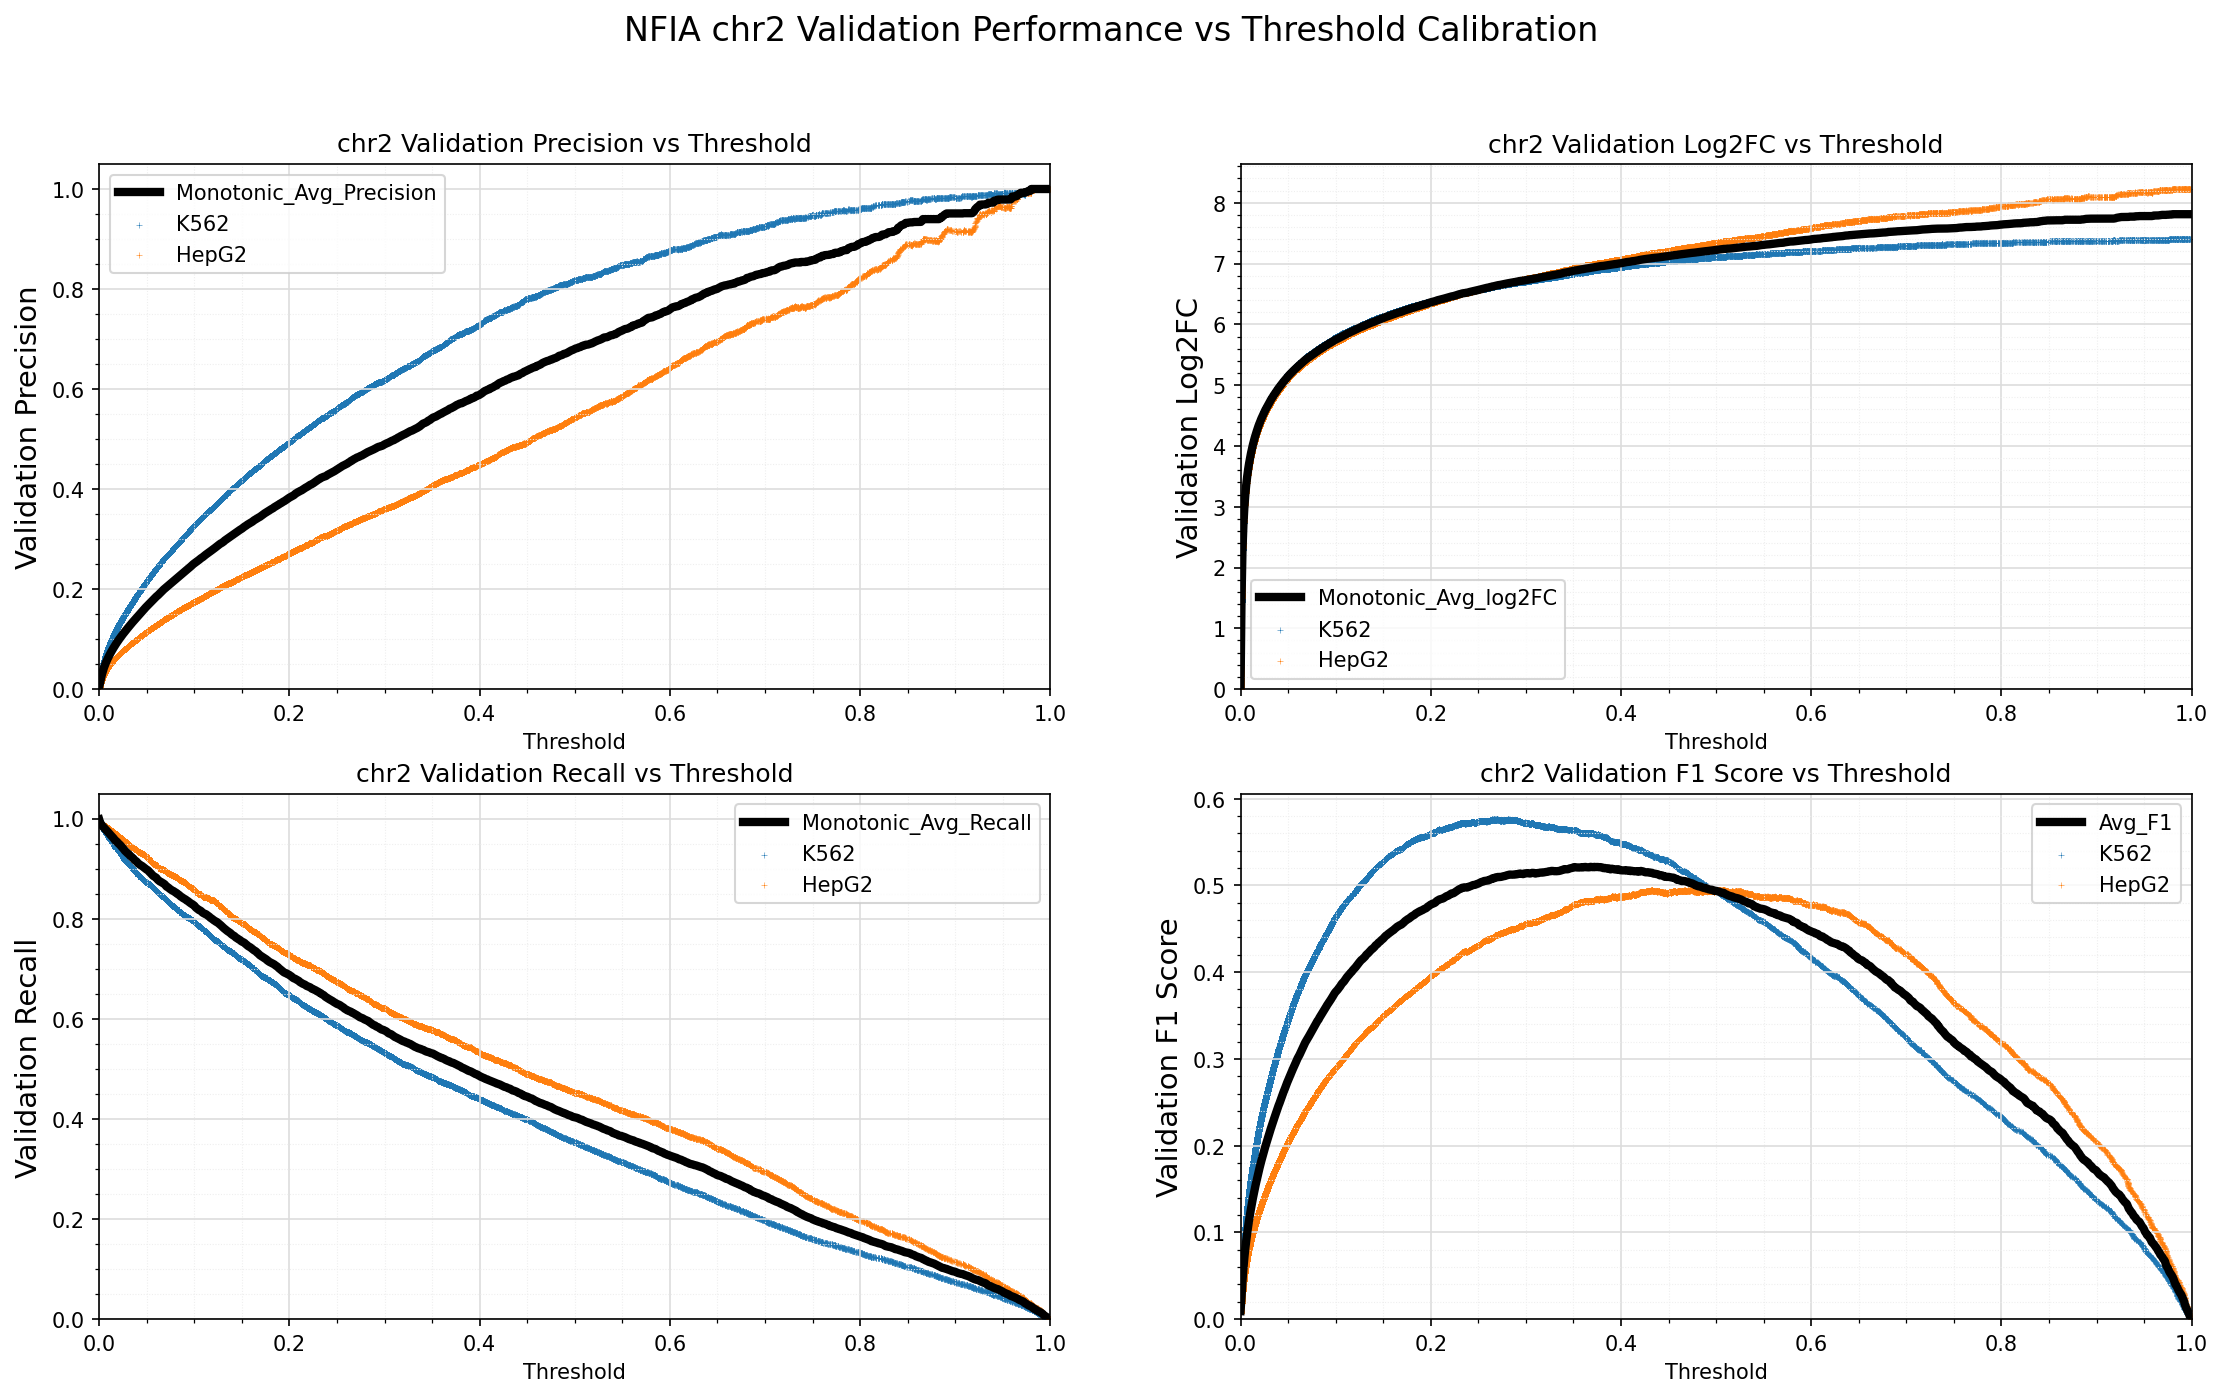 NFIA chr2 Validation Performance vs Threshold Calibration
chr2 Validation Precision vs Threshold
Validation Precision
1.0
0.8
0.6
0.4
0.2
0.0
Monotonic_Avg_Precision
K562
HepG2
0.0 0.2 0.4 0.6 0.8 1.0
Threshold
chr2 Validation Log2FC vs Threshold
Validation Log2FC
8
7
6
5
4
3
2
1
0
Monotonic_Avg_log2FC
K562
HepG2
0.0 0.2 0.4 0.6 0.8 1.0
Threshold
chr2 Validation Recall vs Threshold
Validation Recall
1.0
0.8
0.6
0.4
0.2
0.0
Monotonic_Avg_Recall
K562
HepG2
0.0 0.2 0.4 0.6 0.8 1.0
Threshold
chr2 Validation F1 Score vs Threshold
Validation F1 Score
0.6
0.5
0.4
0.3
0.2
0.1
0.0
Avg_F1
K562
HepG2
0.0 0.2 0.4 0.6 0.8 1.0
Threshold